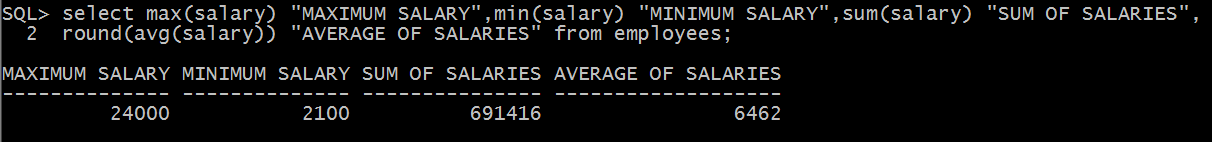 SQL> select max(salary) "MAXIMUM SALARY",min(salary) "MINIMUM SALARY",sum(salary) "SUM OF SALARIES",
  2  round(avg(salary)) "AVERAGE OF SALARIES" from employees;
MAXIMUM SALARY MINIMUM SALARY SUM OF SALARIES AVERAGE OF SALARIES
-------------- -------------- --------------- -------------------
         24000           2100          691416                6462